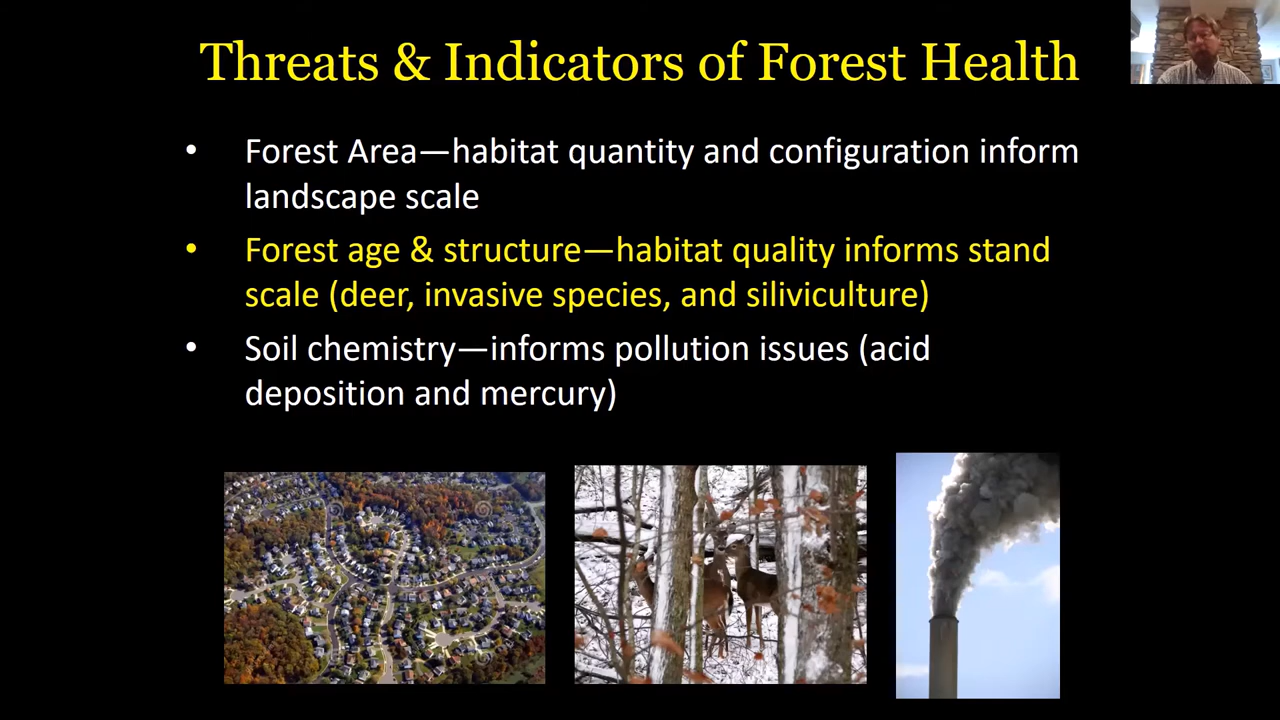 Threats & Indicators of Forest Health
• Forest Area—habitat quantity and configuration inform
landscape scale
• Forest age & structure—habitat quality informs stand
scale (deer, invasive species, and siliviculture)
• Soil chemistry—informs pollution issues (acid
deposition and mercury)